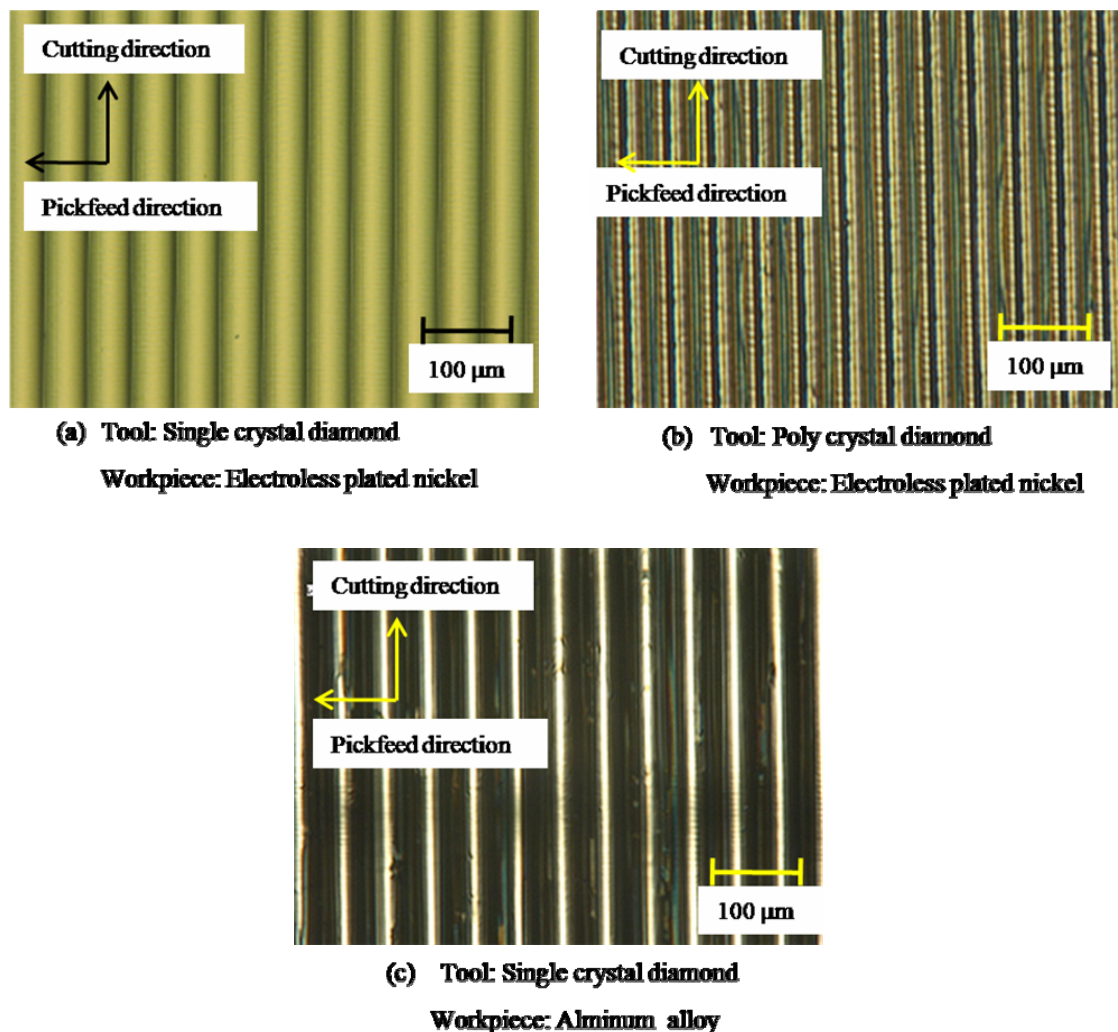 Cutting direction
Pickfeed direction
100 μm
(a) Tool: Single crystal diamond
Workpiece: Electroless plated nickel
Cutting direction
Pickfeed direction
100 μm
(b) Tool: Poly crystal diamond
Workpiece: Electroless plated nickel
Cutting direction
Pickfeed direction
100 μm
(c) Tool: Single crystal diamond
Workpiece: Alminum alloy